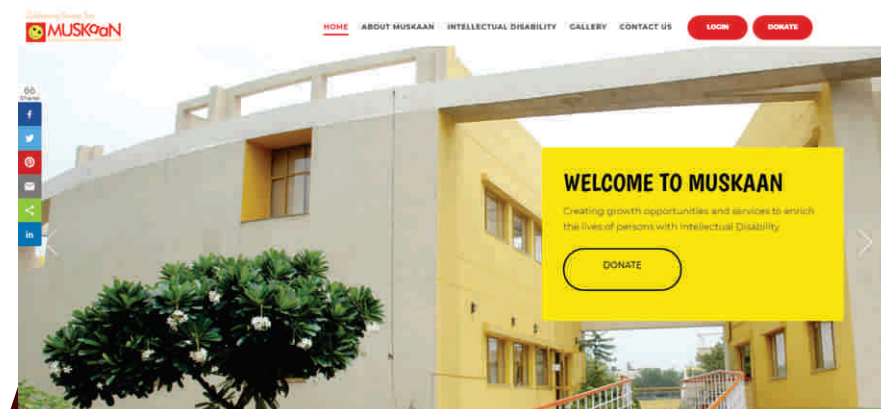 MUSKaaN
HOME ABOUT MUSKAAN INTELLECTUAL DISABILITY GALLERY CONTACT US LOGIN DONATE
66
Shares
WELCOME TO MUSKAAN
Creating growth opportunities and services to enrich
the lives of persons with Intellectual Disability
DONATE